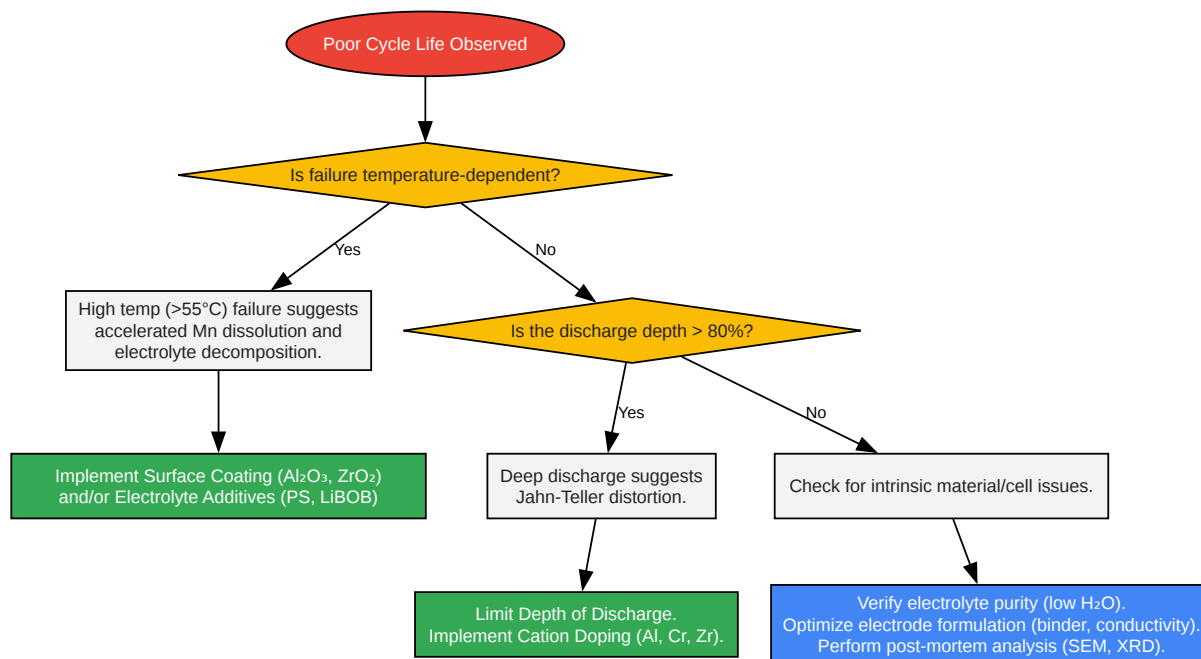 Poor Cycle Life Observed
Is failure temperature-dependent?
Yes
No
High temp (>55°C) failure suggests
accelerated Mn dissolution and
electrolyte decomposition.
Is the discharge depth > 80%?
Yes
No
Implement Surface Coating (Al₂O₃, ZrO₂)
and/or Electrolyte Additives (PS, LiBOB)
Deep discharge suggests
Jahn-Teller distortion.
Check for intrinsic material/cell issues.
Limit Depth of Discharge.
Implement Cation Doping (Al, Cr, Zr).
Verify electrolyte purity (low H₂O).
Optimize electrode formulation (binder, conductivity).
Perform post-mortem analysis (SEM, XRD).